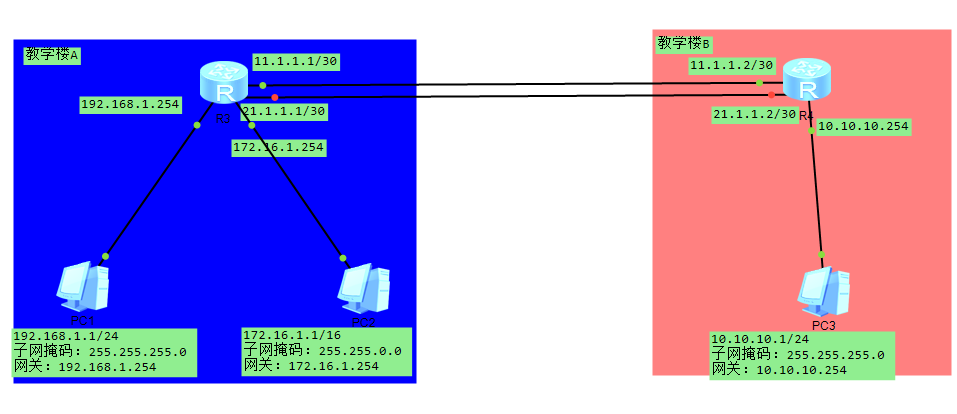 教学楼A
11.1.1.1/30
192.168.1.254
R
R3
21.1.1.1/30
172.16.1.254
PC1
192.168.1.1/24
子网掩码：255.255.255.0
网关：192.168.1.254
PC2
172.16.1.1/16
子网掩码：255.255.0.0
网关：172.16.1.254
教学楼B
11.1.1.2/30
R
R4
21.1.1.2/30
10.10.10.254
PC3
10.10.10.1/24
子网掩码：255.255.255.0
网关：10.10.10.254